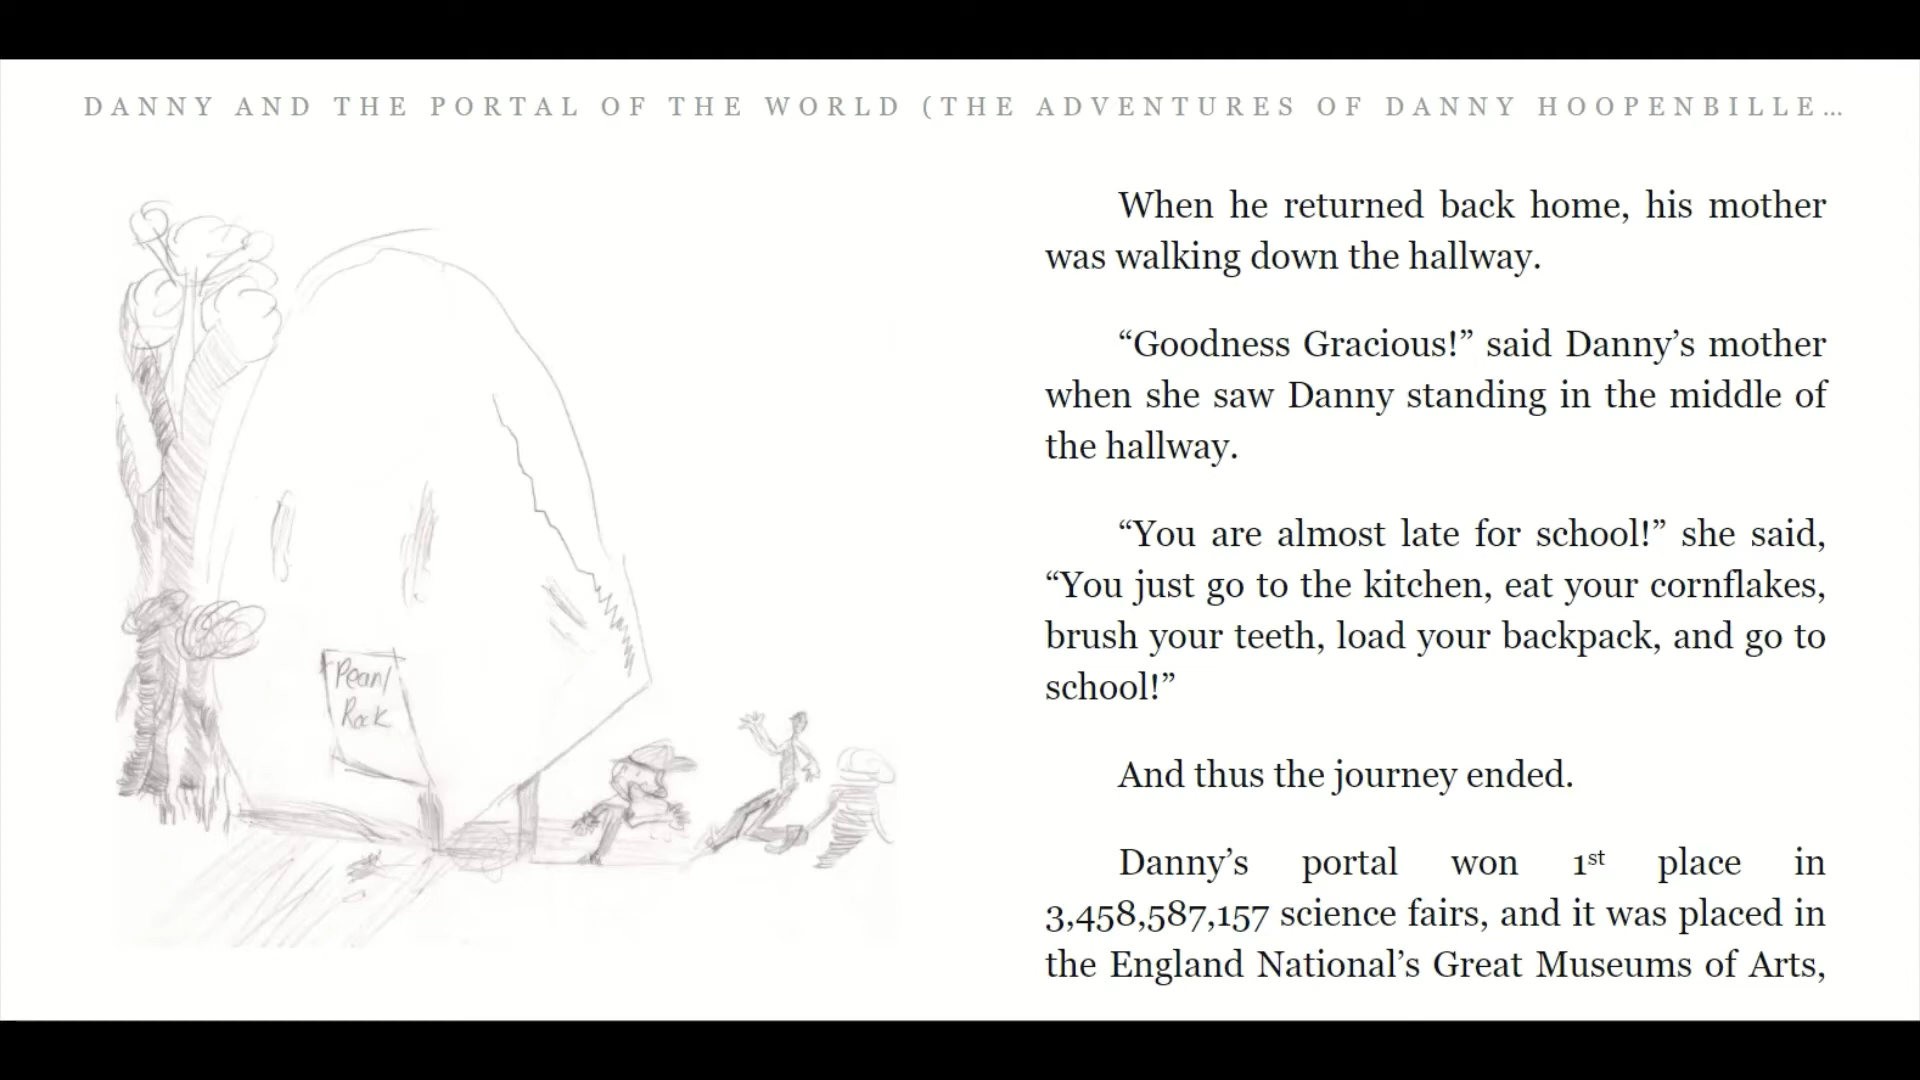 DANNY AND THE PORTAL OF THE WORLD (THE ADVENTURES OF DANNY HOOPENBILLE…
Pearl
Rock
When he returned back home, his mother
was walking down the hallway.
“Goodness Gracious!” said Danny’s mother
when she saw Danny standing in the middle of
the hallway.
“You are almost late for school!” she said,
“You just go to the kitchen, eat your cornflakes,
brush your teeth, load your backpack, and go to
school!”
And thus the journey ended.
Danny’s portal won 1st place in
3,458,587,157 science fairs, and it was placed in
the England National’s Great Museums of Arts,